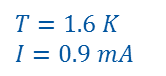 T = 1.6 K
I = 0.9 mA